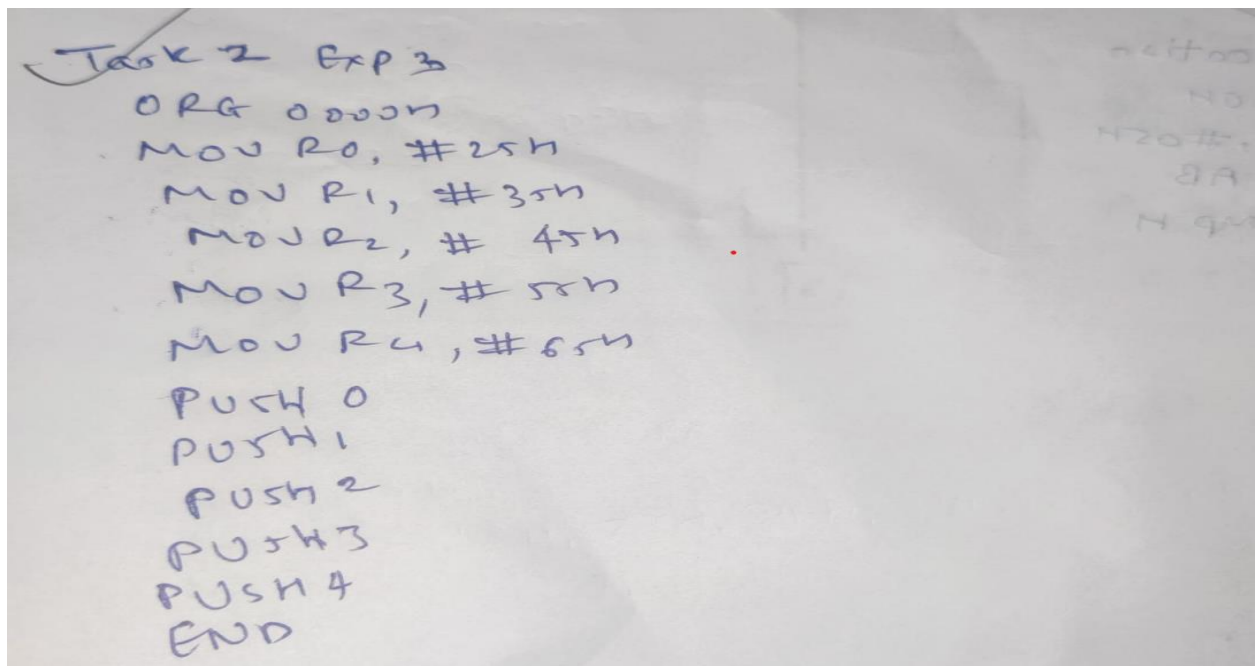 Task 2 Exp 3
ORG 0000H
MOV R0, #25H
MOV R1, #35H
MOV R2, # 45H
MOV R3, # 55H
MOV R4, #65H
PUSH 0
PUSH 1
PUSH 2
PUSH 3
PUSH 4
END